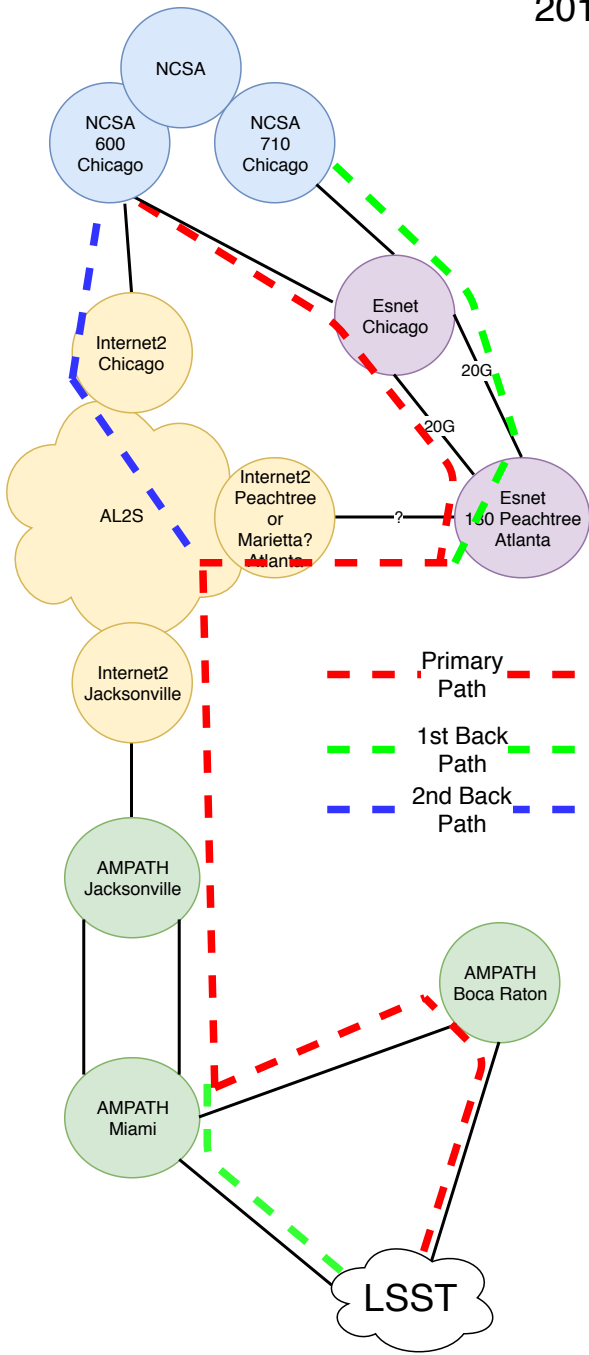 201
NCSA
NCSA
600
Chicago
NCSA
710
Chicago
Esnet
Chicago
Internet2
Chicago
20G
20G
AL2S
Internet2
Peachtree
or
Marietta?
Atlanta
?
Esnet
180 Peachtree
Atlanta
Internet2
Jacksonville
Primary
Path
1st Back
Path
2nd Back
Path
AMPATH
Jacksonville
AMPATH
Boca Raton
AMPATH
Miami
LSST